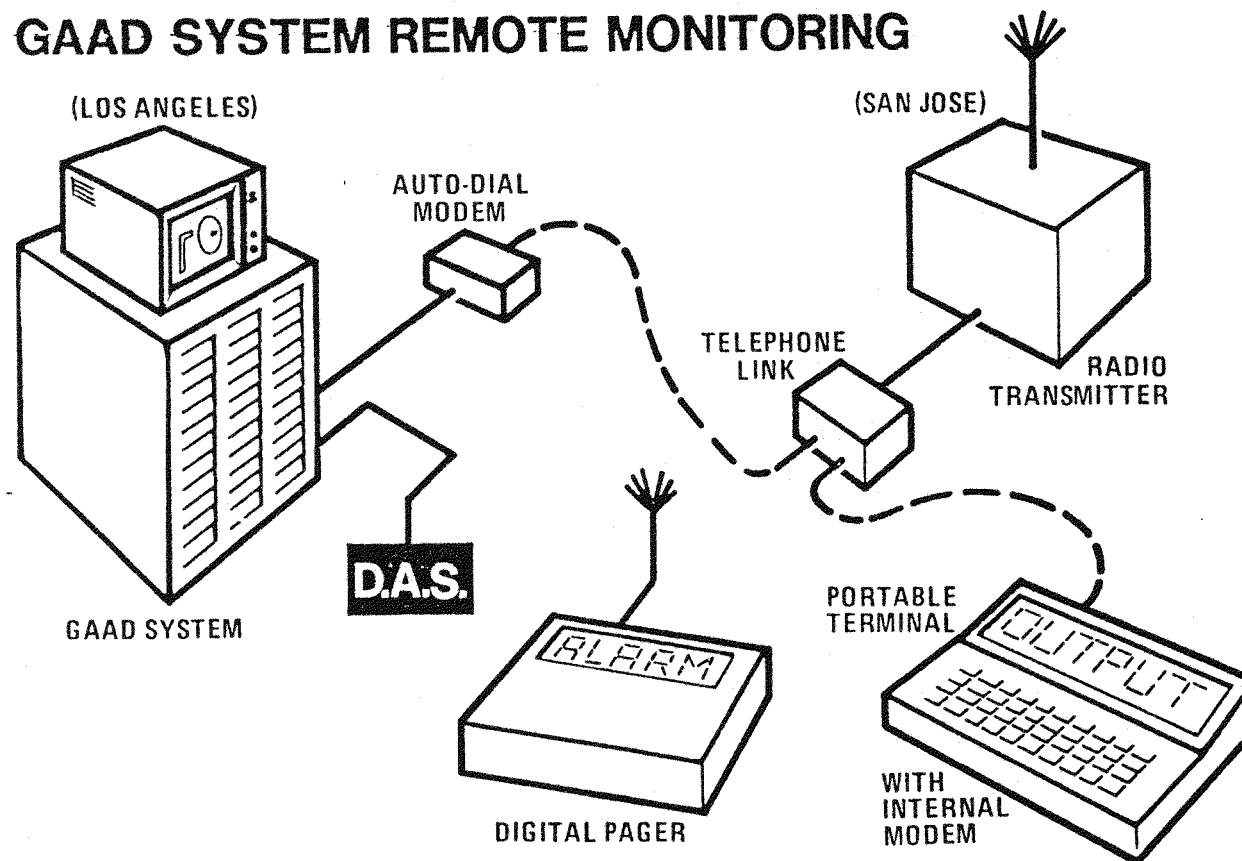 GAAD SYSTEM REMOTE MONITORING
(LOS ANGELES)
(SAN JOSE)
AUTO-DIAL
MODEM
TELEPHONE
LINK
RADIO
TRANSMITTER
D.A.S.
GAAD SYSTEM
ALARM
DIGITAL PAGER
PORTABLE
TERMINAL
OUTPUT
WITH
INTERNAL
MODEM